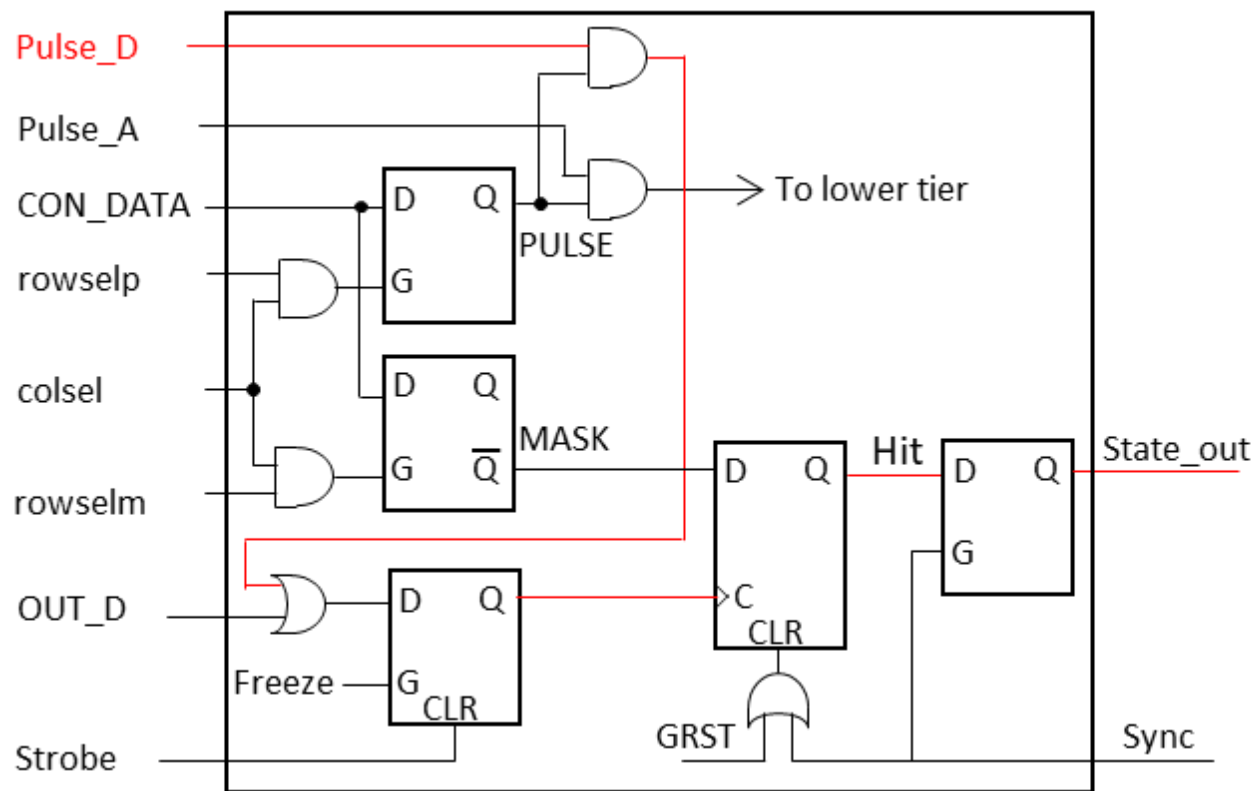 Pulse_D
Pulse_A
To lower tier
CON_DATA
D Q
PULSE
rowselp
G
colsel
D Q
MASK
G Q
rowselm
D Q
Hit
D Q
State_out
G
C
CLR
OUT_D
D Q
Freeze
G
CLR
GRST
Sync
Strobe